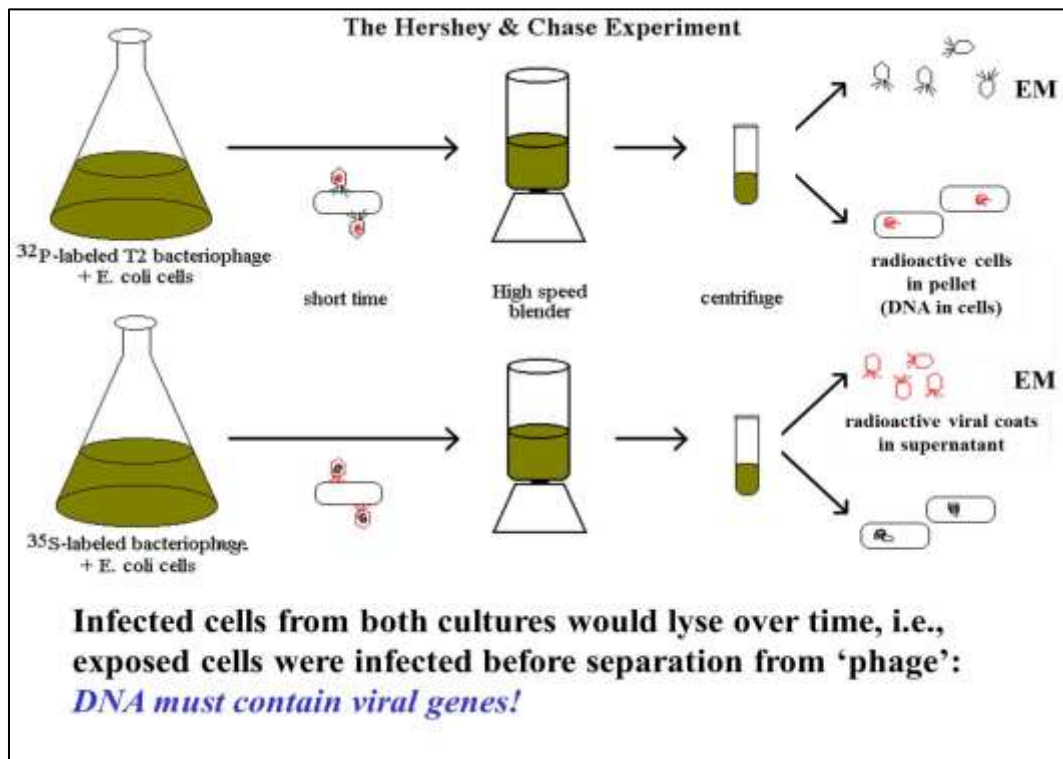 The Hershey & Chase Experiment
EM
32P-labeled T2 bacteriophage
+ E. coli cells
short time
High speed
blender
centrifuge
radioactive cells
in pellet
(DNA in cells)
EM
radioactive viral coats
in supernatant
35S-labeled bacteriophage.
+ E. coli cells
Infected cells from both cultures would lyse over time, i.e.,
exposed cells were infected before separation from ‘phage’:
DNA must contain viral genes!